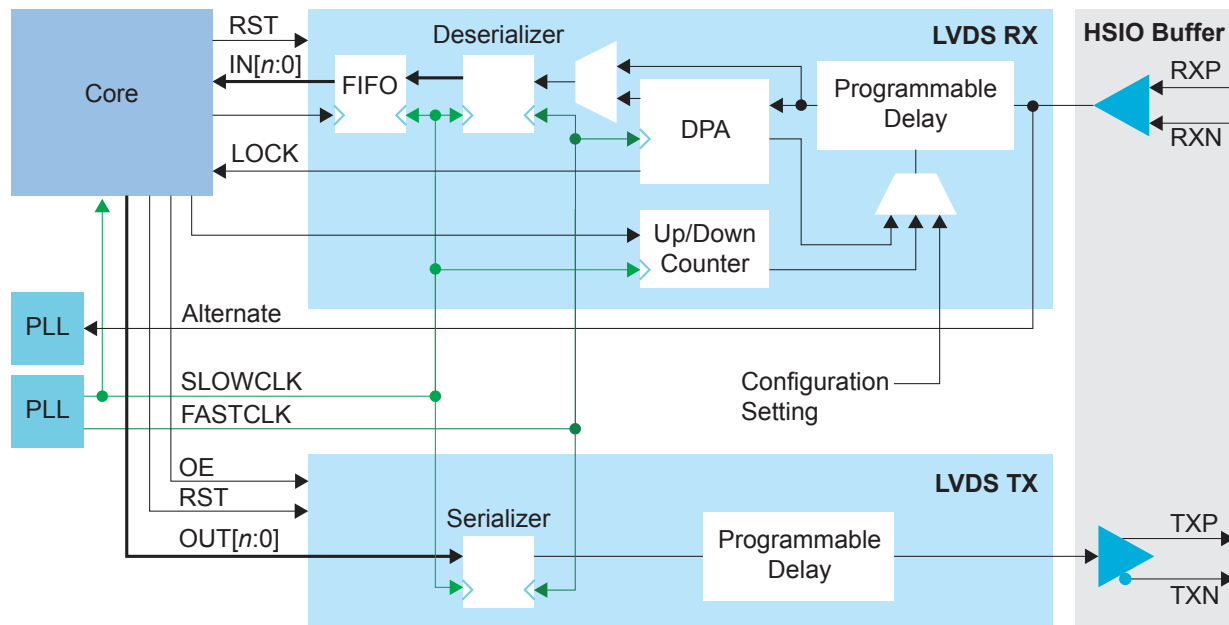 RST
Deserializer
LVDS RX
HSIO Buffer
IN[n:0]
RXP
Core
FIFO
Programmable
Delay
DPA
RXN
LOCK
Up/Down
Counter
PLL
Alternate
PLL
SLOWCLK
Configuration
Setting
FASTCLK
OE
LVDS TX
RST
Serializer
TXP
OUT[n:0]
Programmable
Delay
TXN